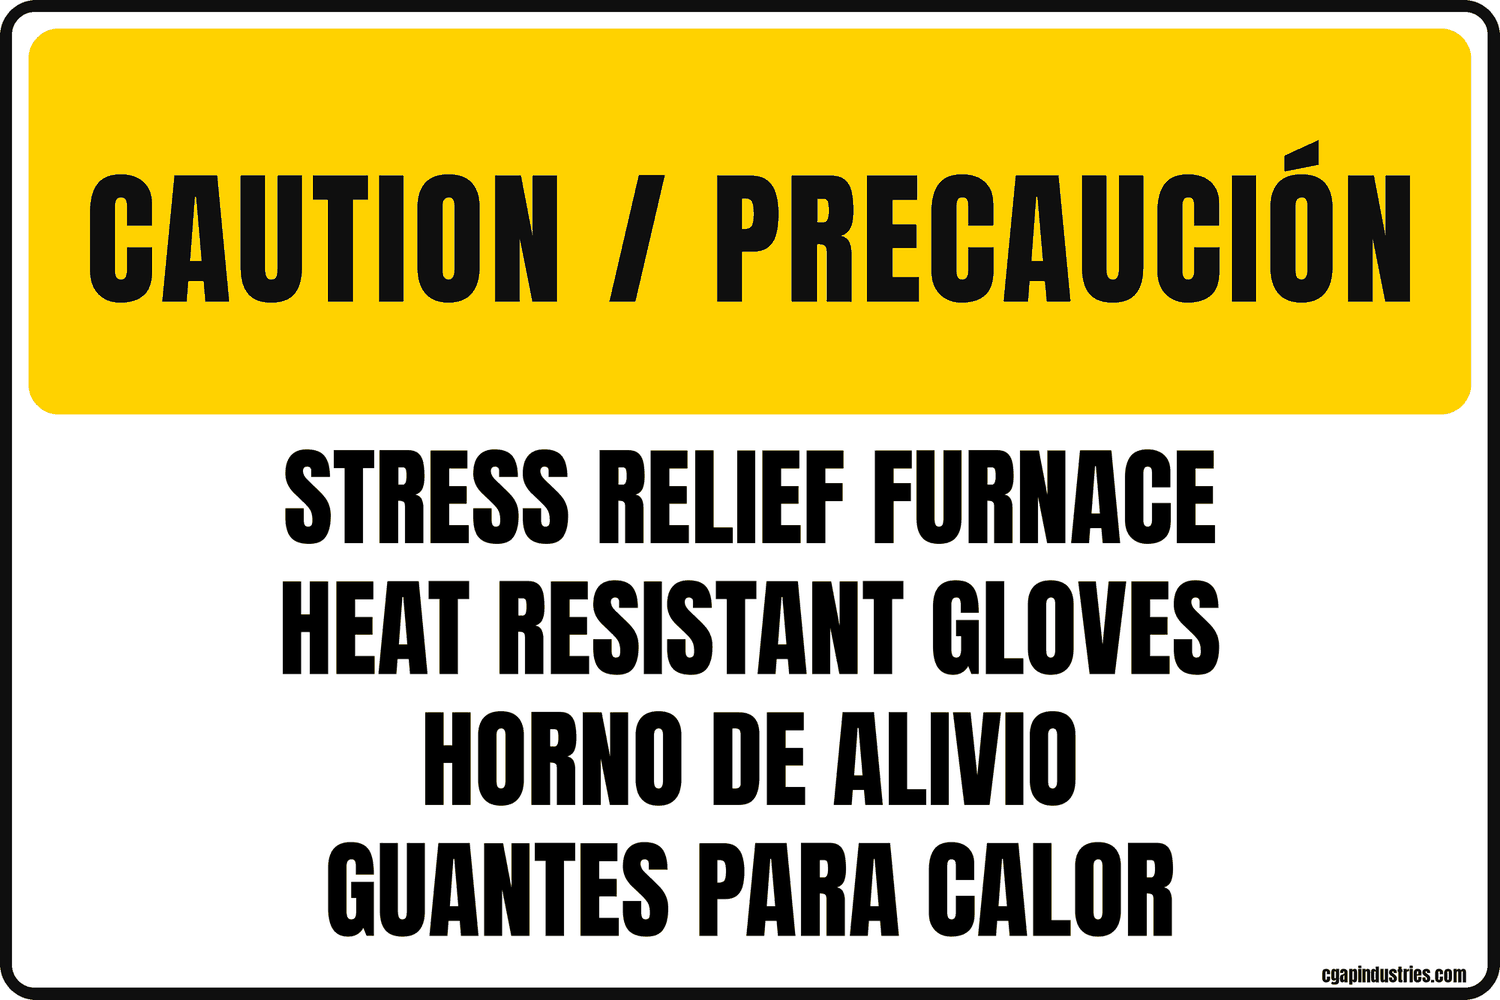 CAUTION / PRECAUCIÓN
STRESS RELIEF FURNACE
HEAT RESISTANT GLOVES
HORNO DE ALIVIO
GUANTES PARA CALOR
cgapindustries.com